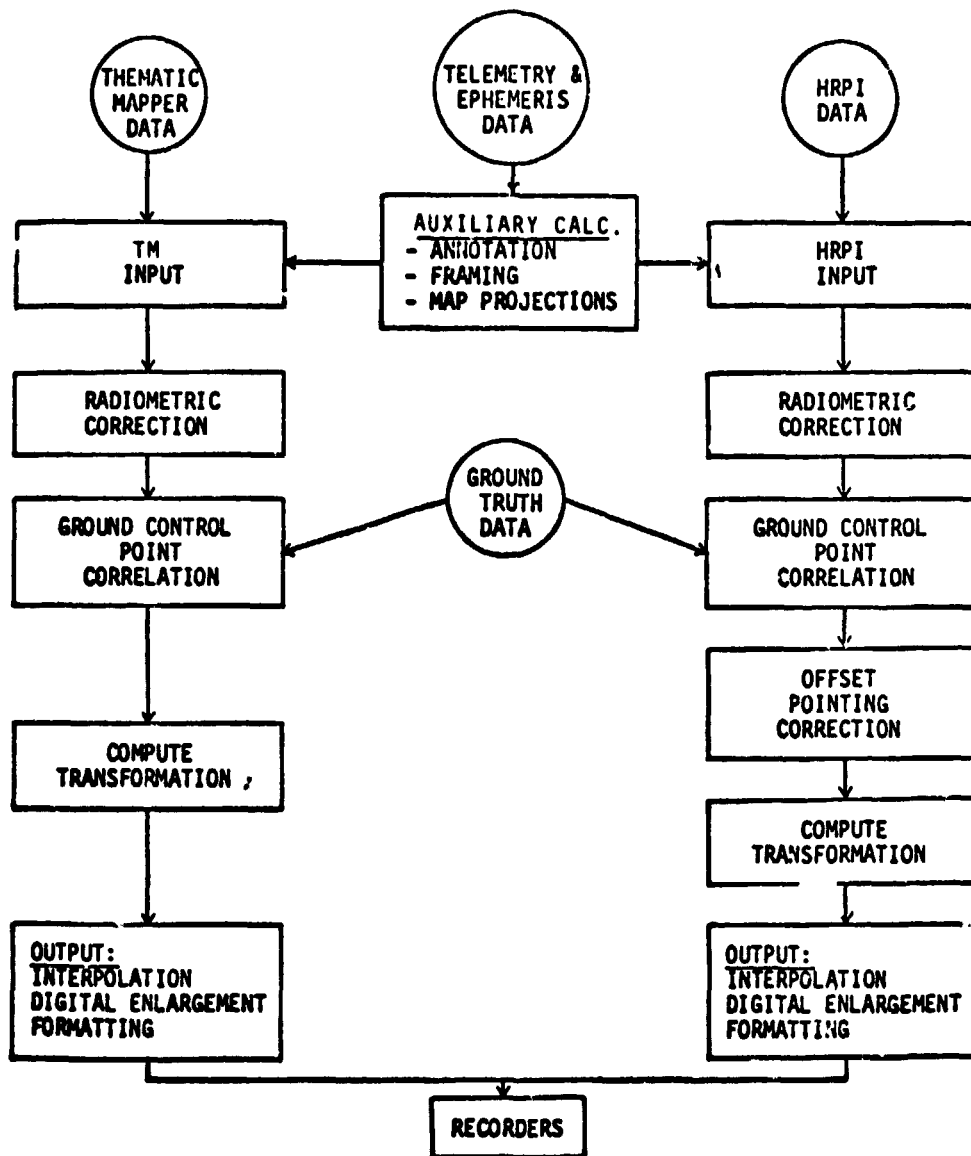 THEMATIC
MAPPER
DATA
TELEMETRY &
EPHEMERIS
DATA
HRPI
DATA
TM
INPUT
AUXILIARY CALC.
- ANNOTATION
- FRAMING
- MAP PROJECTIONS
HRPI
INPUT
RADIOMETRIC
CORRECTION
RADIOMETRIC
CORRECTION
GROUND
TRUTH
DATA
GROUND CONTROL
POINT
CORRELATION
GROUND CONTROL
POINT
CORRELATION
OFFSET
POINTING
CORRECTION
COMPUTE
TRANSFORMATION
COMPUTE
TRANSFORMATION
OUTPUT:
INTERPOLATION
DIGITAL ENLARGEMENT
FORMATTING
OUTPUT:
INTERPOLATION
DIGITAL ENLARGEMENT
FORMATTING
RECORDERS